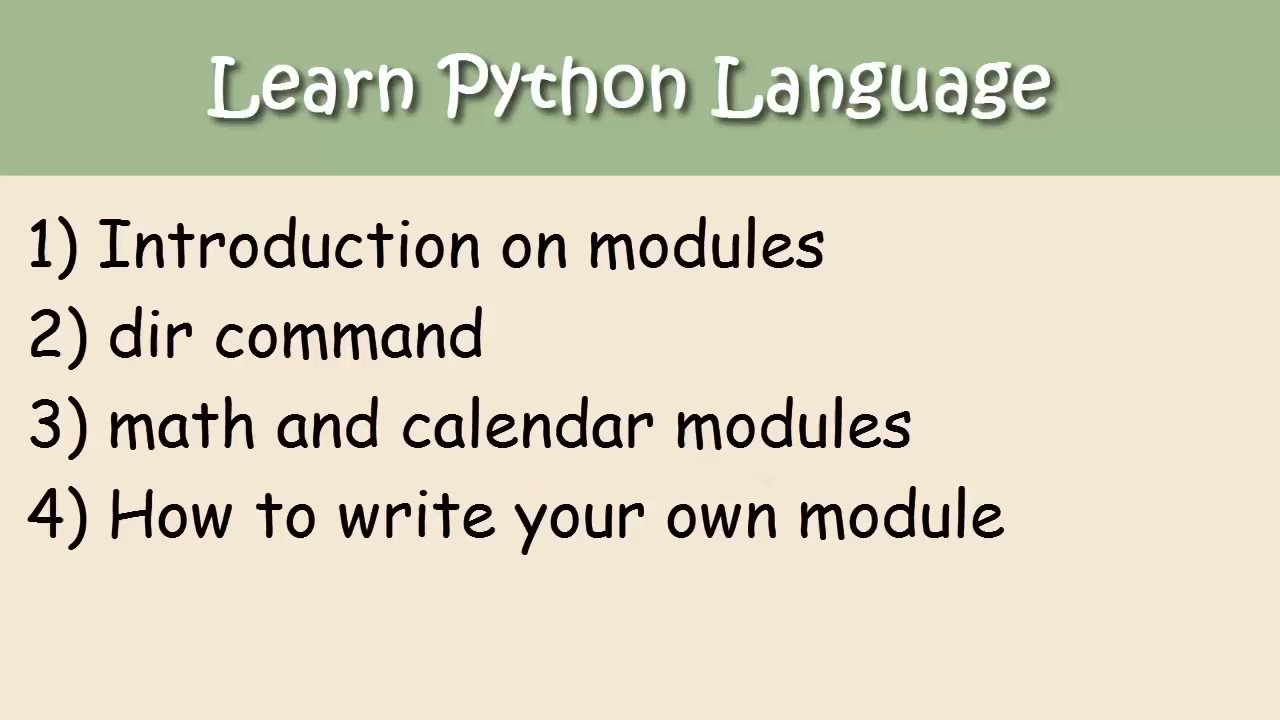 Learn Python Language
1) Introduction on modules
2) dir command
3) math and calendar modules
4) How to write your own module